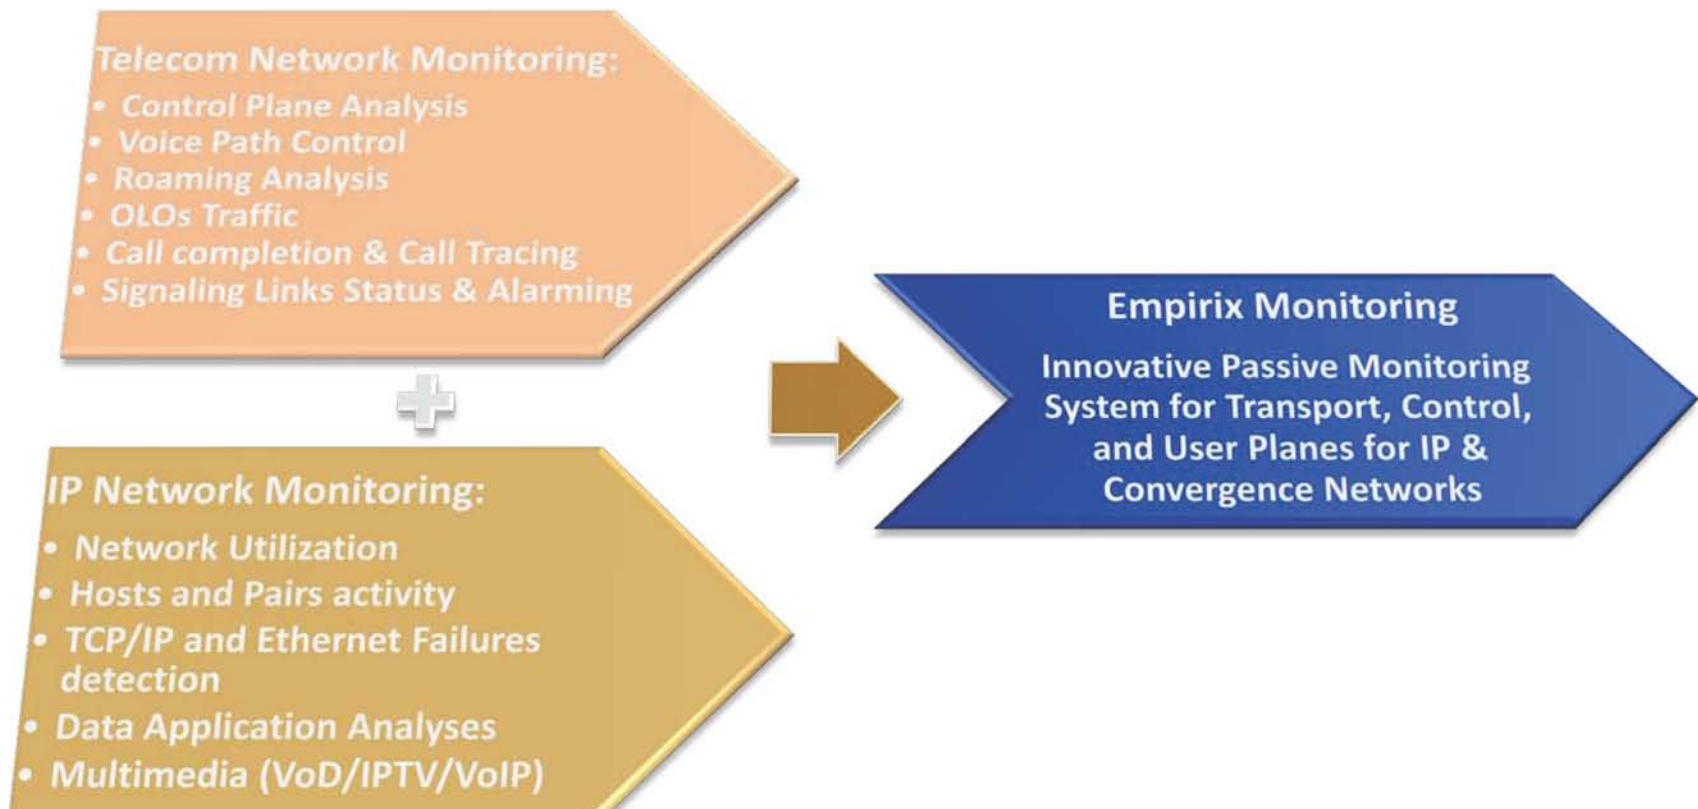 Telecom Network Monitoring:
• Control Plane Analysis
• Voice Path Control
• Roaming Analysis
• OLOs Traffic
• Call completion & Call Tracing
• Signaling Links Status & Alarming
IP Network Monitoring:
• Network Utilization
• Hosts and Pairs activity
• TCP/IP and Ethernet Failures
detection
• Data Application Analyses
• Multimedia (VoD/IPTV/VoIP)
Empirix Monitoring
Innovative Passive Monitoring
System for Transport, Control,
and User Planes for IP &
Convergence Networks